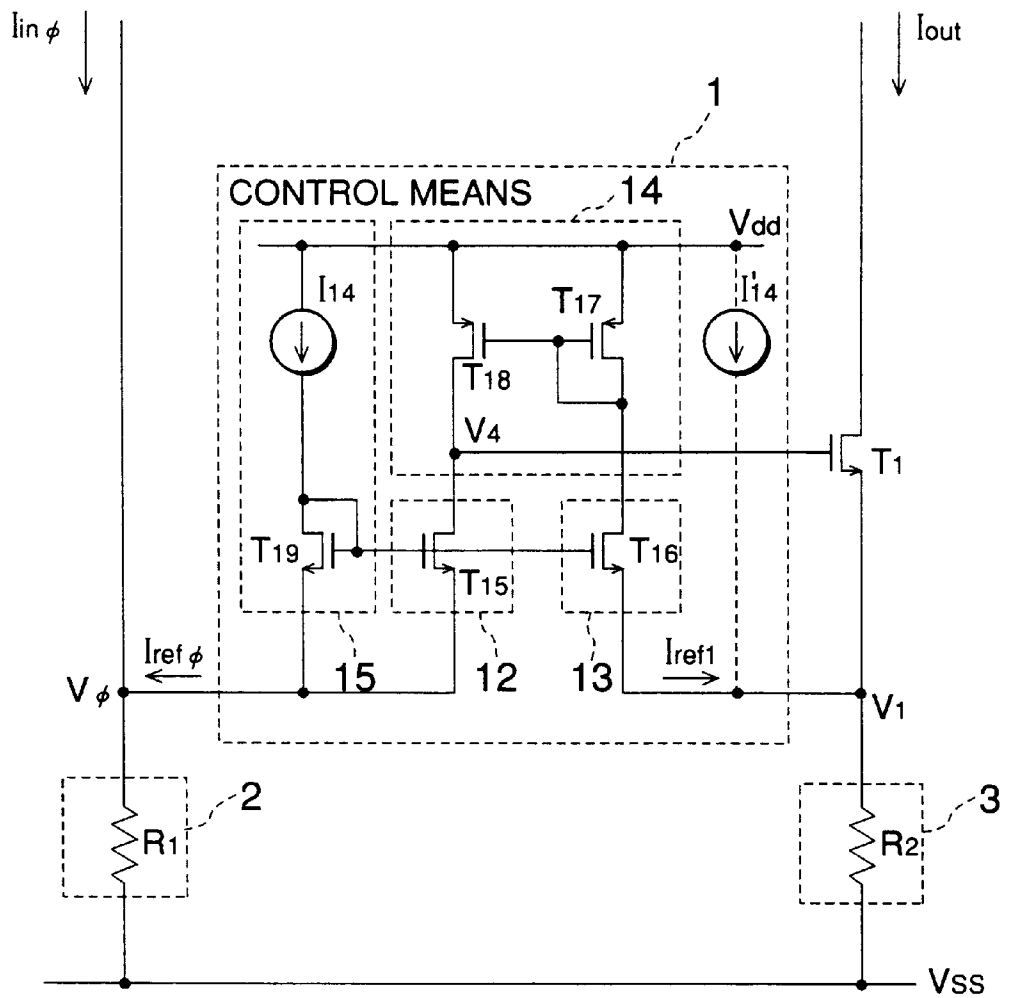 Iin φ
Iout
1
CONTROL MEANS
14
Vdd
I14
T17
I'14
T18
V4
T1
T19
T15
T16
Iref φ
15
12
13
Iref1
V φ
V1
2
3
R1
R2
VSS